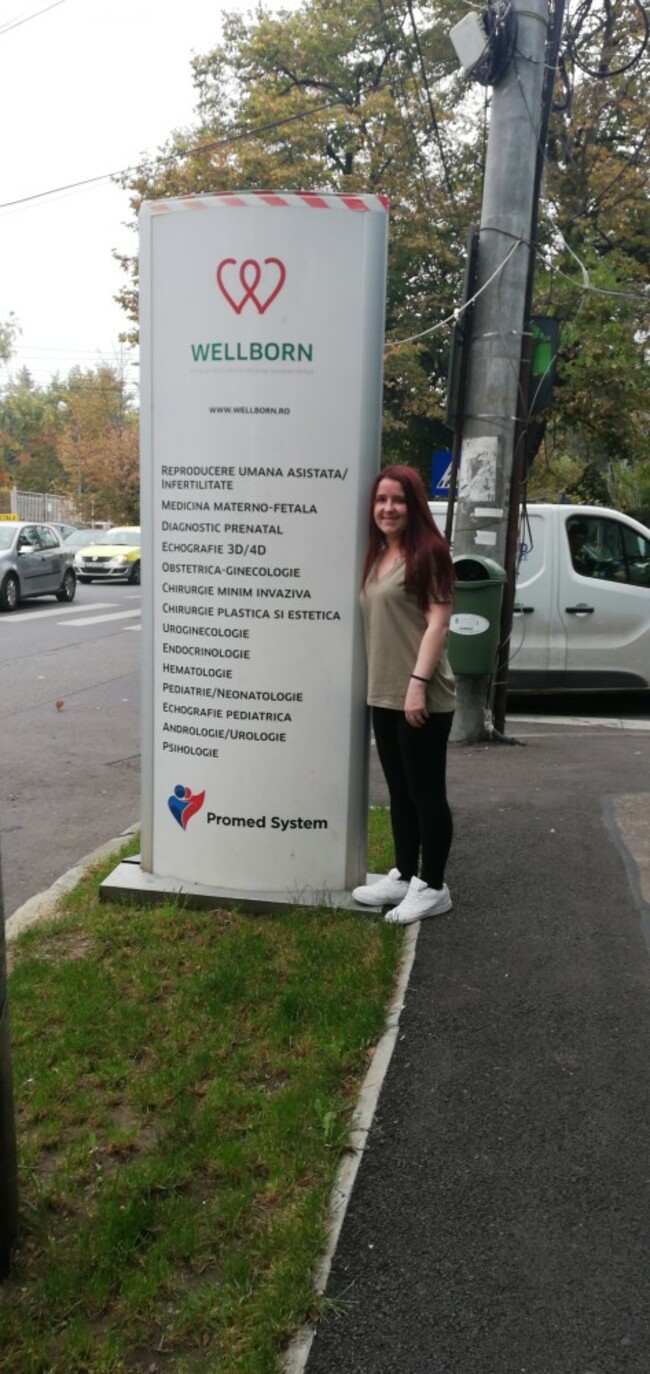 WELLBORN
WWW.WELLBORN.RO
REPRODUCERE UMANA ASISTATA/
INFERTILITATE
MEDICINA MATERNO-FETALA
DIAGNOSTIC PRENATAL
ECHOGRAFIE 3D/4D
OBSTETRICA-GINECOLOGIE
CHIRURGIE MINIM INVAZIVA
CHIRURGIE PLASTICA SI ESTETICA
UROGINECOLOGIE
ENDOCRINOLOGIE
HEMATOLOGIE
PEDIATRIE/NEONATOLOGIE
ECHOGRAFIE PEDIATRICA
ANDROLOGIE/UROLOGIE
PSIHOLOGIE
Promed System